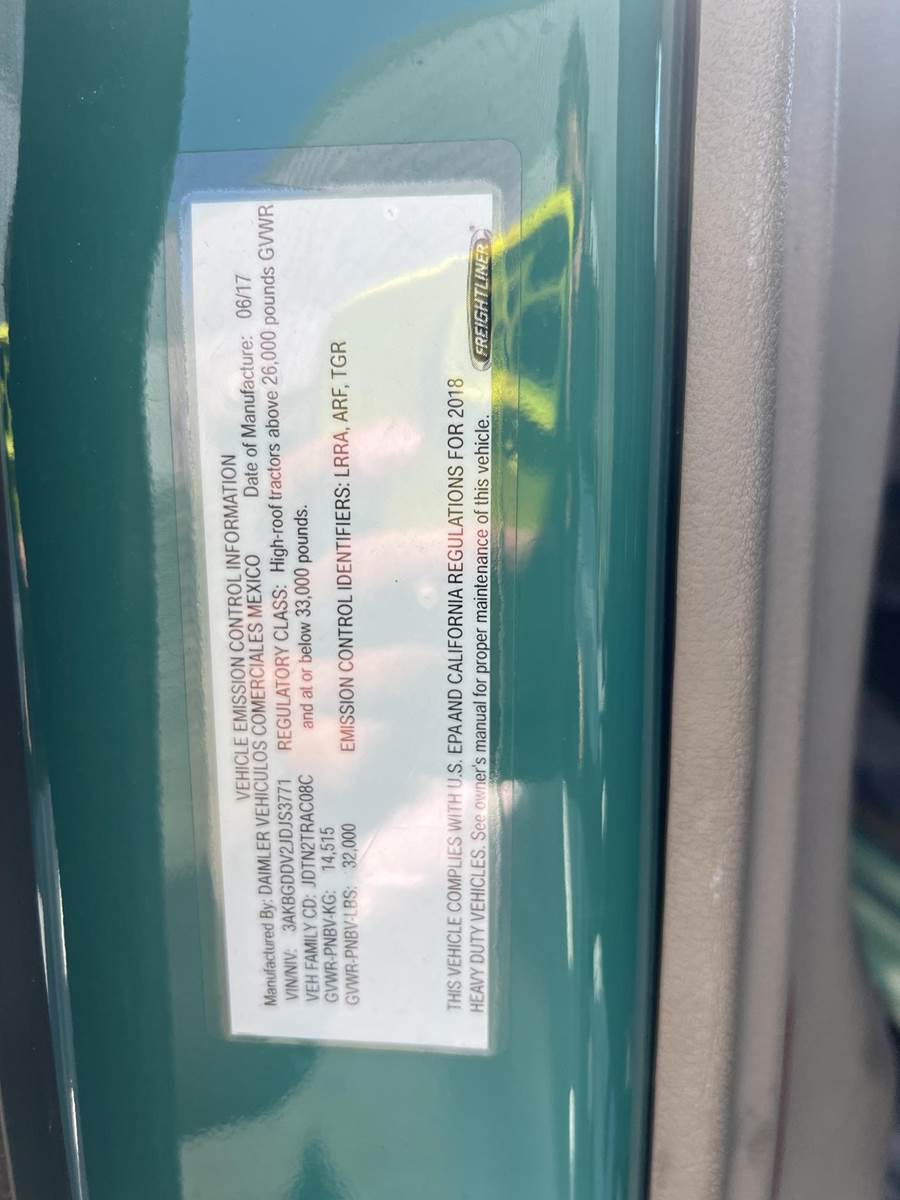 VEHICLE EMISSION CONTROL INFORMATION
Manufactured By: DAIMLER VEHICULOS COMERCIALES MEXICO Date of Manufacture: 06/17
VIN/NIV: 3AKBGDDV2JDJS3771 REGULATORY CLASS: High-roof tractors above 26,000 pounds GVWR
VEH FAMILY CD: JDTN2TRAC08C and at or below 33,000 pounds.
GVWR-PNBV-KG: 14,515
GVWR-PNBV-LBS: 32,000 EMISSION CONTROL IDENTIFIERS: LRRA, ARF, TGR
THIS VEHICLE COMPLIES WITH U.S. EPA AND CALIFORNIA REGULATIONS FOR 2018
HEAVY DUTY VEHICLES. See owner's manual for proper maintenance of this vehicle.
FREIGHTLINER